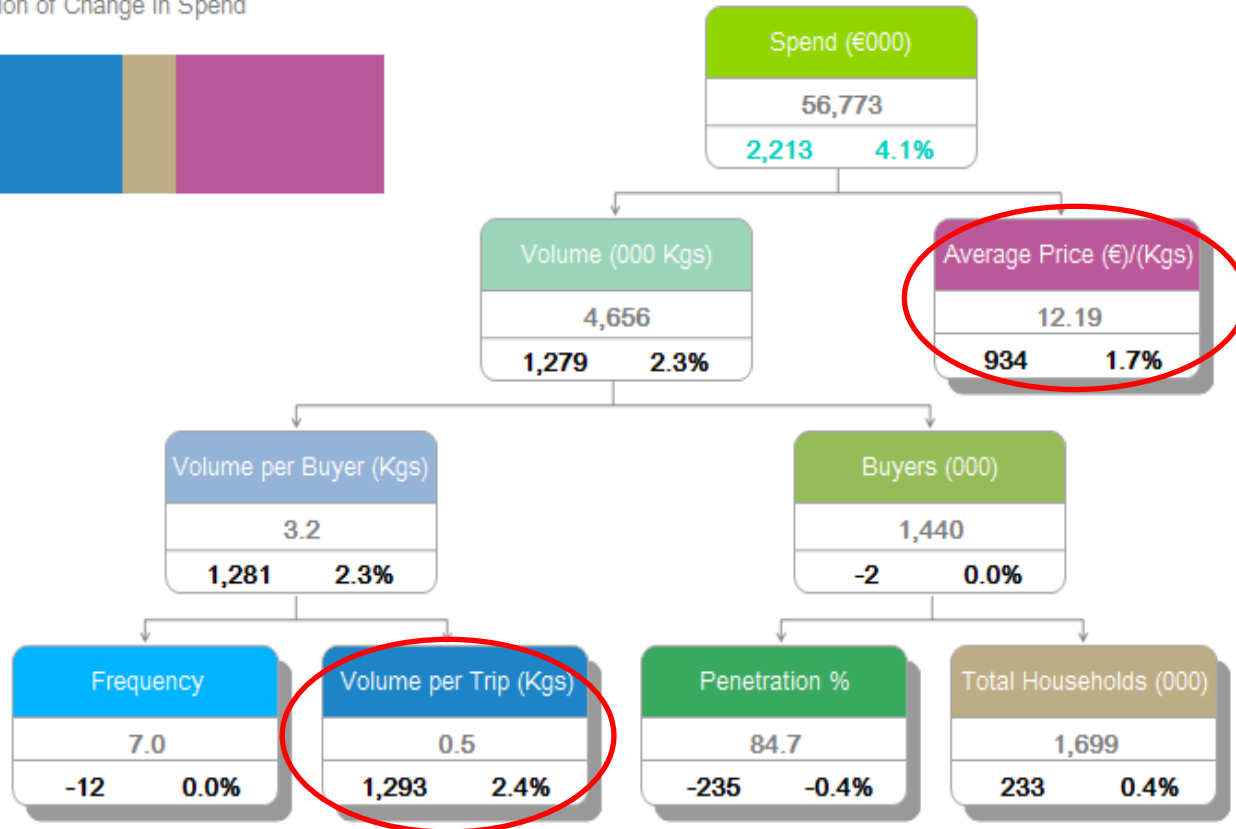 of Change in Spend
Spend (€000)
56,773
2,213 4.1%
Volume (000 Kgs)
4,656
1,279 2.3%
Average Price (€)/(Kgs)
12.19
934 1.7%
Volume per Buyer (Kgs)
3.2
1,281 2.3%
Buyers (000)
1,440
-2 0.0%
Frequency
7.0
-12 0.0%
Volume per Trip (Kgs)
0.5
1,293 2.4%
Penetration %
84.7
-235 -0.4%
Total Households (000)
1,699
233 0.4%